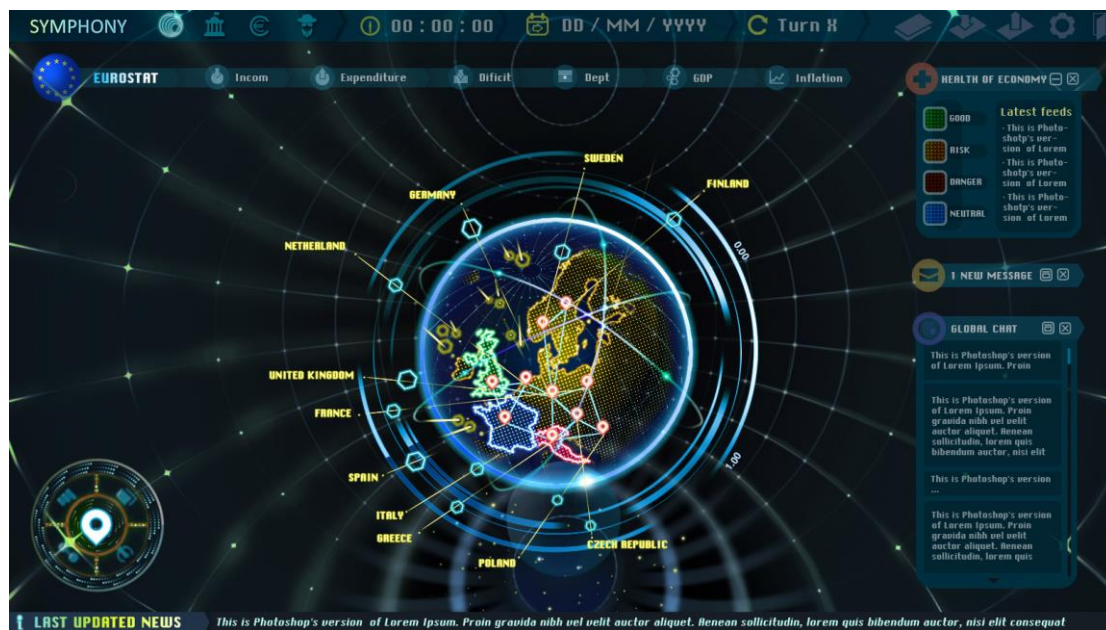 SYMPHONY
00 : 00 : 00
DD / MM / YYYY
Turn X
EUROSTAT
Incom
Expenditure
Dificit
Dept
GDP
Inflation
HEALTH OF ECONOMY
GOOD
RISK
DANGER
NEUTRAL
Latest feeds
· This is Photo-
shotp's ver-
sion of Lorem
· This is Photo-
shotp's ver-
sion of Lorem
· This is Photo-
shotp's ver-
sion of Lorem
SWEDEN
FINLAND
GERMANY
NETHERLAND
0.00
UNITED KINGDOM
FRANCE
SPAIN
ITALY
GREECE
POLAND
CZECH REPUBLIC
1.00
1 NEW MESSAGE
GLOBAL CHAT
This is Photoshop's version
of Lorem Ipsum. Proin
This is Photoshop's version
of Lorem Ipsum. Proin
gravida nibh vel velit
auctor aliquet. Aenean
sollicitudin, lorem quis
bibendum auctor, nisi elit
This is Photoshop's version
...
This is Photoshop's version
of Lorem Ipsum. Proin
gravida nibh vel velit
auctor aliquet. Aenean
sollicitudin, lorem quis
LAST UPDATED NEWS
This is Photoshop's version of Lorem Ipsum. Proin gravida nibh vel velit auctor aliquet. Aenean sollicitudin, lorem quis bibendum auctor, nisi elit consequat